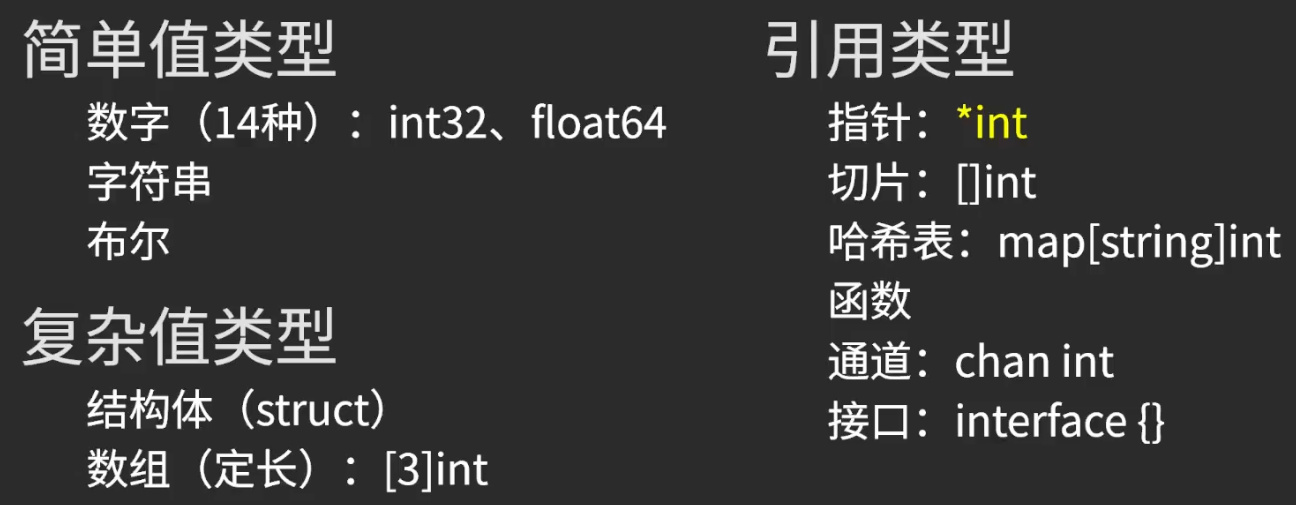 简单值类型
数字（14种）：int32、float64
字符串
布尔
复杂值类型
结构体（struct）
数组（定长）：[3]int
引用类型
指针：*int
切片：[]int
哈希表：map[string]int
函数
通道：chan int
接口：interface {}